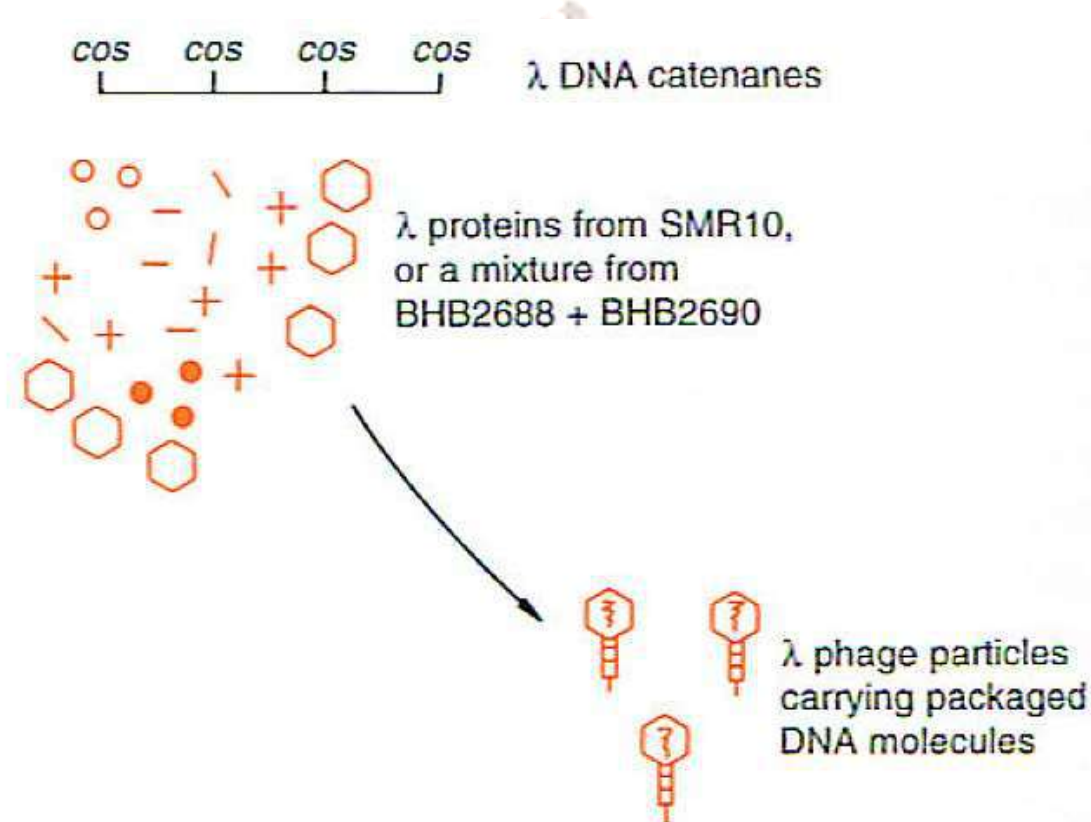 cos cos cos cos
λ DNA catenanes
λ proteins from SMR10,
or a mixture from
BHB2688 + BHB2690
λ phage particles
carrying packaged
DNA molecules